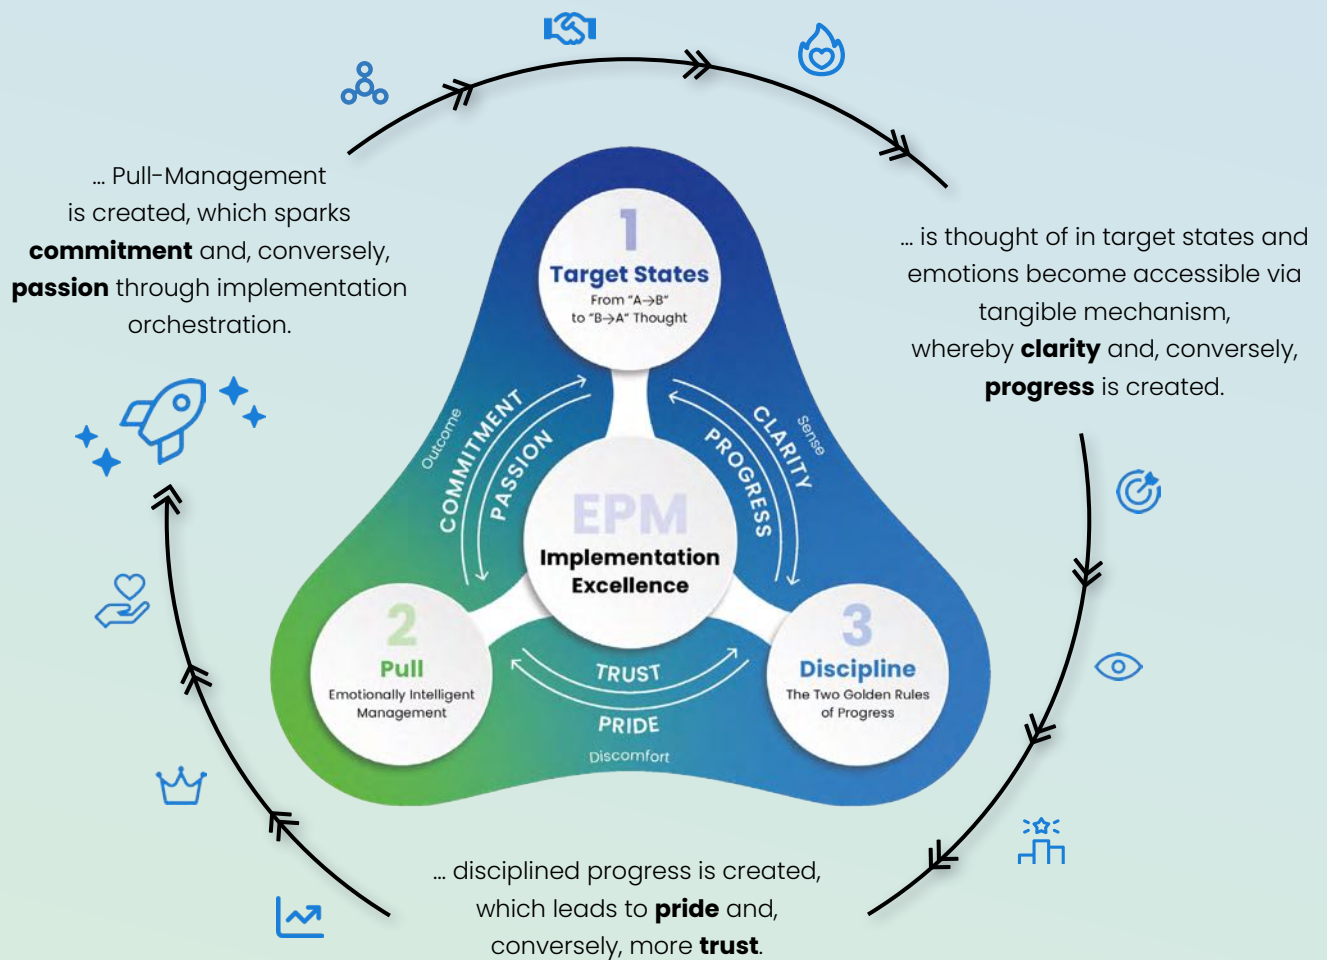 ... Pull-Management
is created, which sparks
commitment and, conversely,
passion through implementation
orchestration.
... is thought of in target states and
emotions become accessible via
tangible mechanism,
whereby clarity and, conversely,
progress is created.
1
Target States
From "A→B"
to "B→A" Thought
Outcome
COMMITMENT
PASSION
CLARITY
PROGRESS
Sense
EPM
Implementation
Excellence
2
Pull
Emotionally Intelligent
Management
3
Discipline
The Two Golden Rules
of Progress
TRUST
PRIDE
Discomfort
... disciplined progress is created,
which leads to pride and,
conversely, more trust.